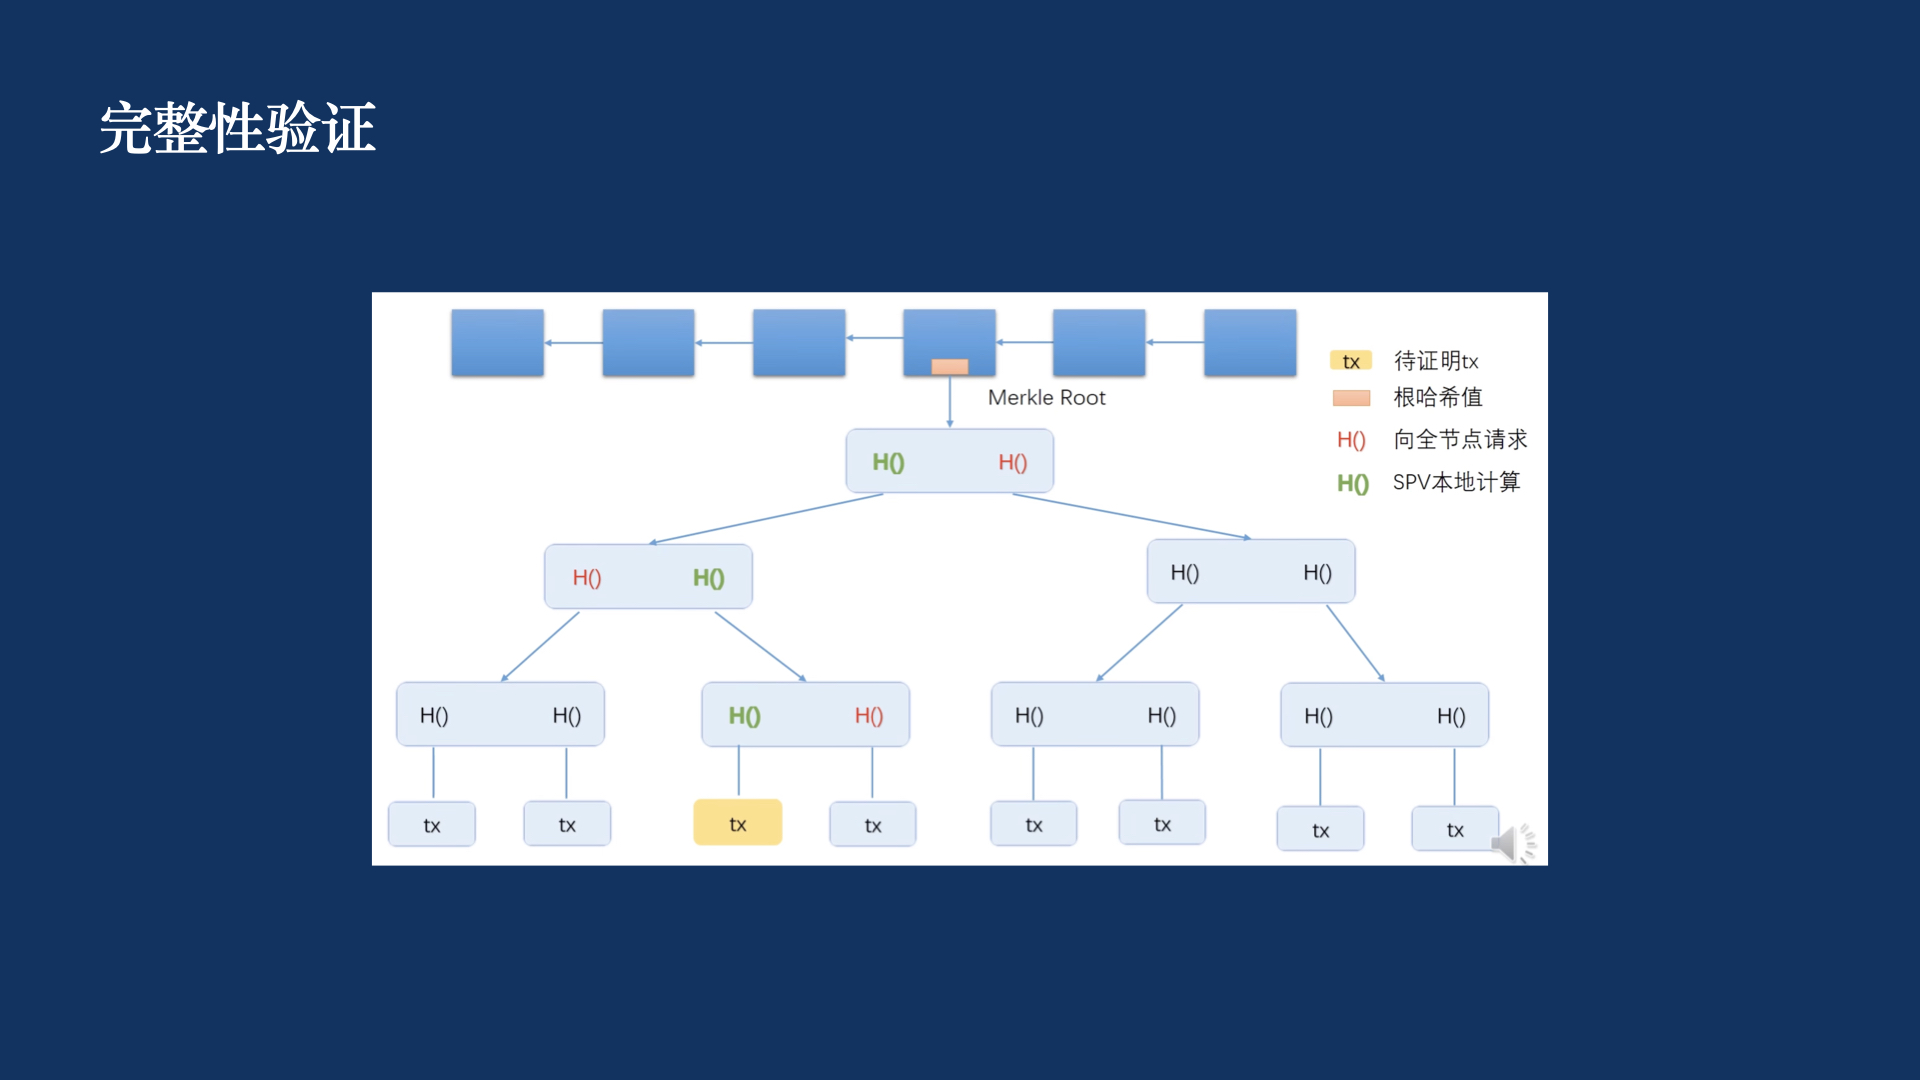 完整性验证
Merkle Root
tx 待证明tx
根哈希值
H() 向全节点请求
H() SPV本地计算
H() H()
H() H() H() H()
H() H() H() H() H() H() H() H()
tx tx tx tx tx tx tx tx